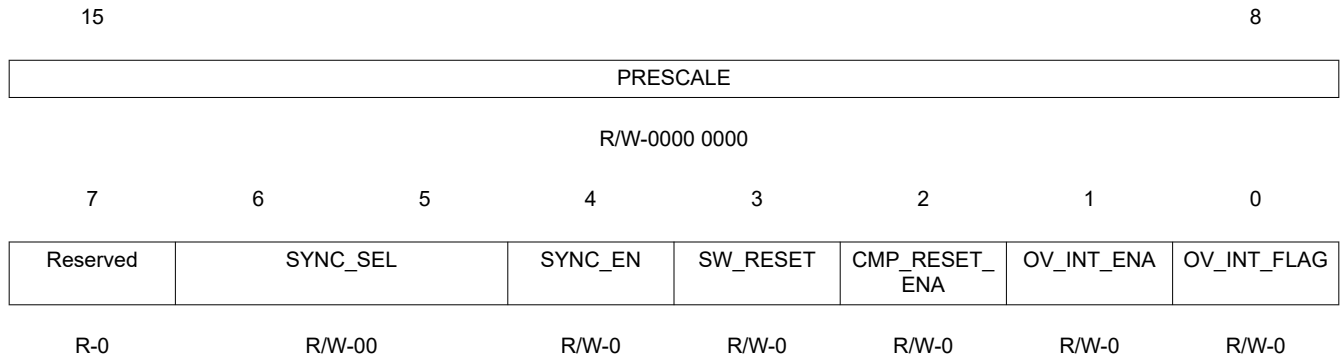 15 8
PRESCALE
R/W-0000 0000
7 6 5 4 3 2 1 0
Reserved SYNC_SEL SYNC_EN SW_RESET CMP_RESET_ OV_INT_ENA OV_INT_FLAG
ENA
R-0 R/W-00 R/W-0 R/W-0 R/W-0 R/W-0 R/W-0